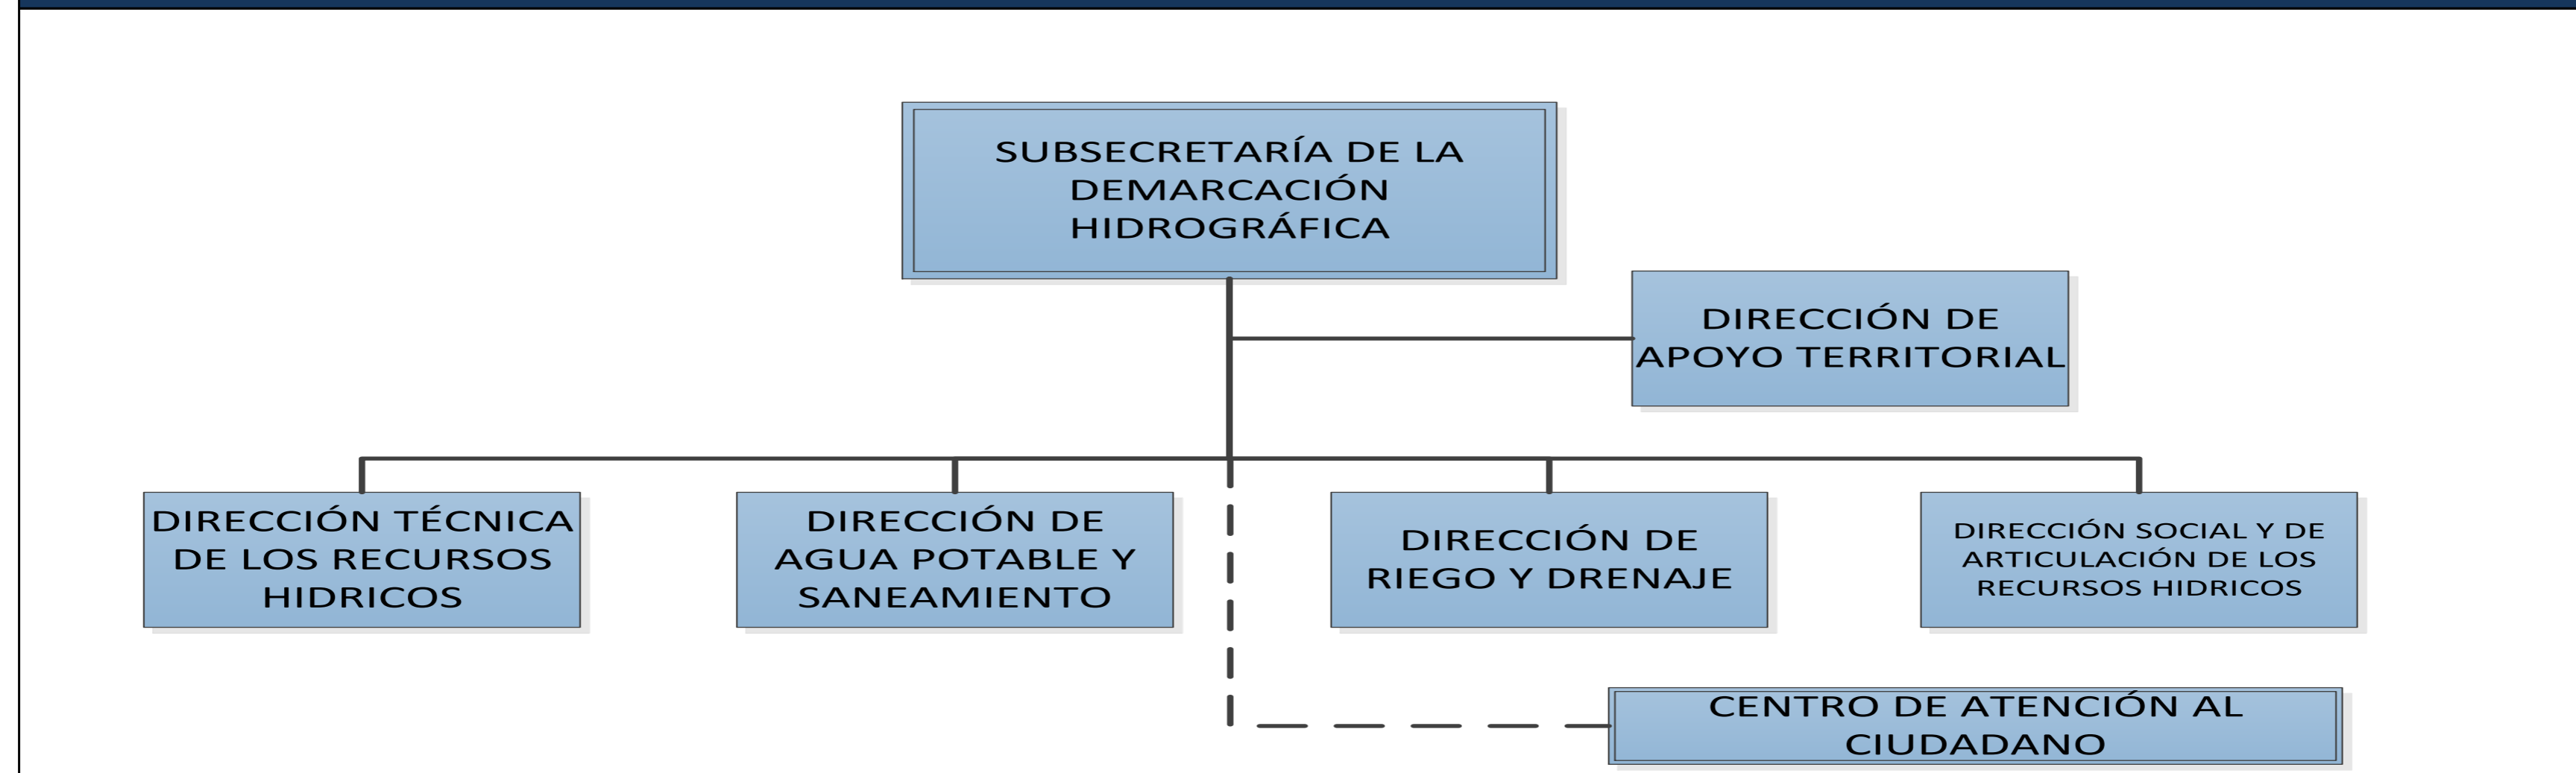 SUBSECRETARÍA DE LA
DEMARCACIÓN
HIDROGRÁFICA
DIRECCIÓN DE
APOYO TERRITORIAL
DIRECCIÓN TÉCNICA
DE LOS RECURSOS
HIDRICOS
DIRECCIÓN DE
AGUA POTABLE Y
SANEAMIENTO
DIRECCIÓN DE
RIEGO Y DRENAJE
DIRECCIÓN SOCIAL Y DE
ARTICULACIÓN DE LOS
RECURSOS HIDRICOS
CENTRO DE ATENCIÓN AL
CIUDADANO